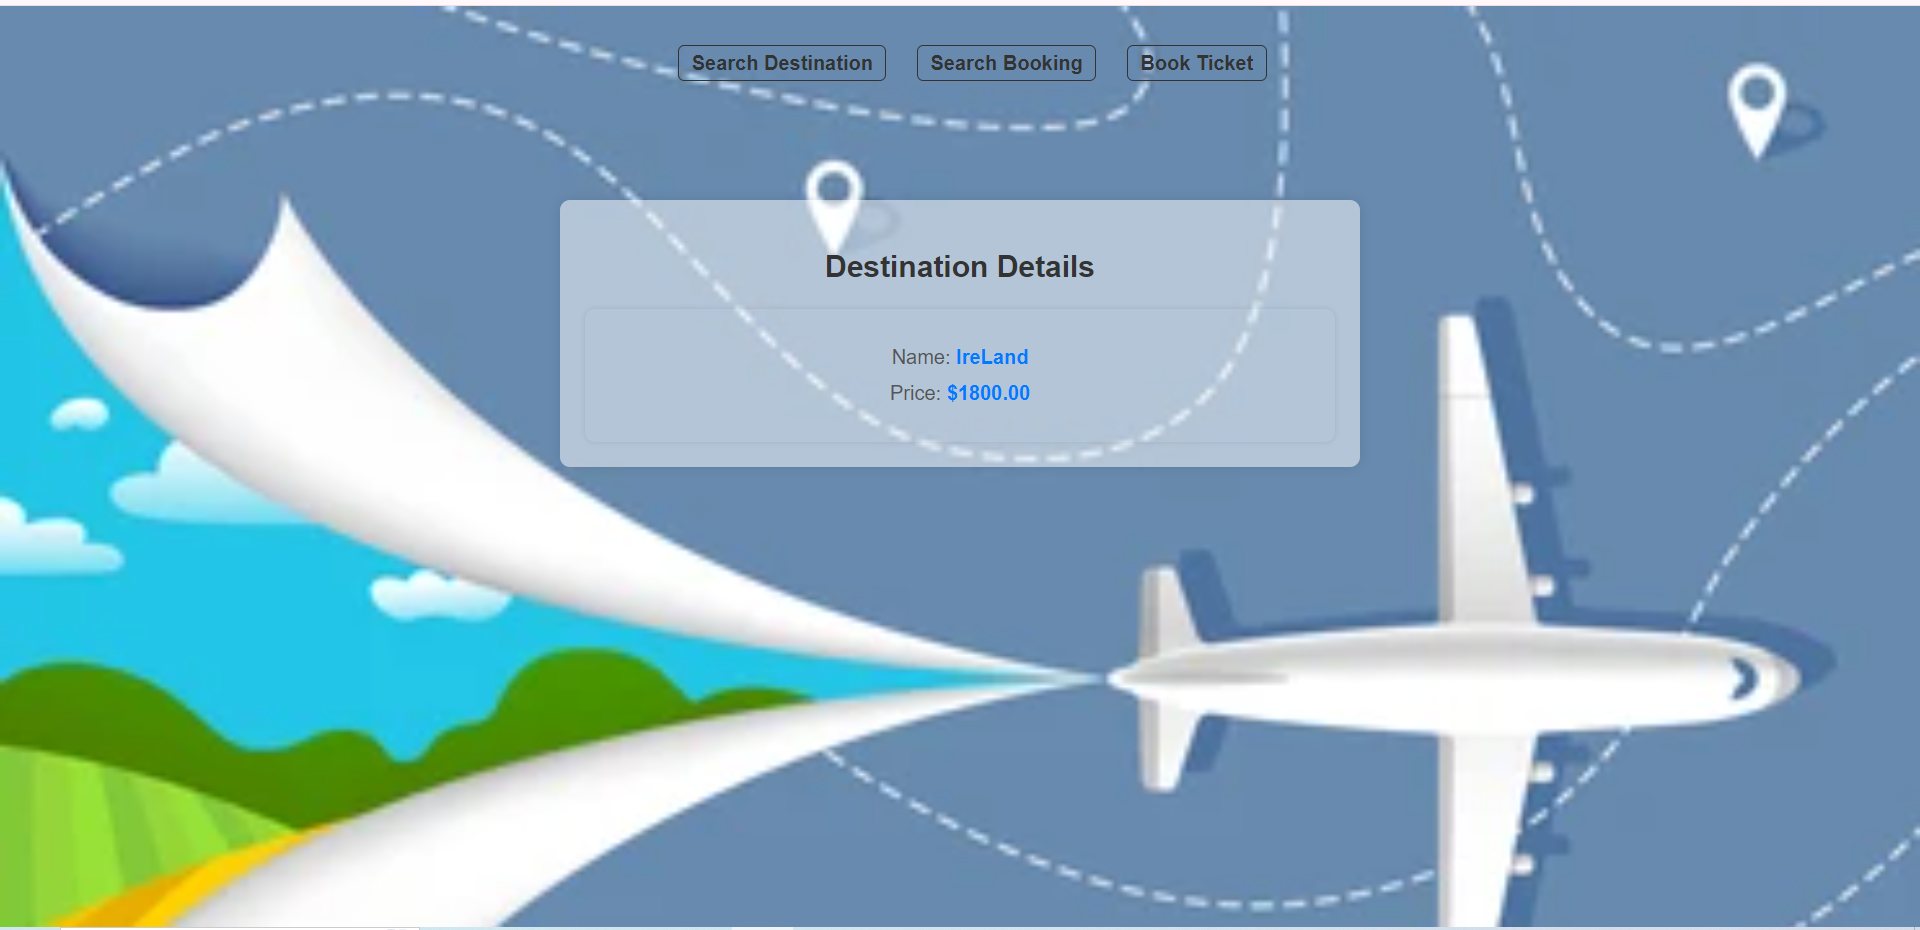 Search Destination Search Booking Book Ticket
Destination Details
Name: IreLand
Price: $1800.00